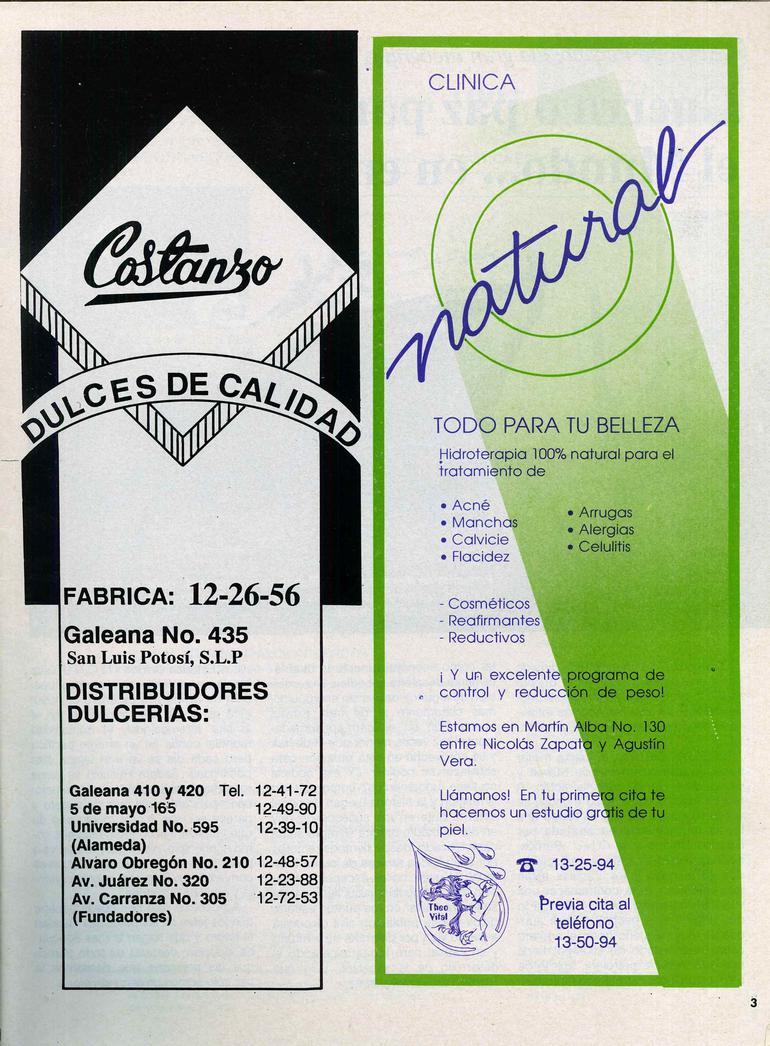 Costanzo
DULCES DE CALIDAD
FABRICA: 12-26-56
Galeana No. 435
San Luis Potosí, S.L.P
DISTRIBUIDORES
DULCERIAS:
Galeana 410 y 420 Tel. 12-41-72
5 de mayo 165 12-49-90
Universidad No. 595 12-39-10
(Alameda)
Alvaro Obregón No. 210 12-48-57
Av. Juárez No. 320 12-23-88
Av. Carranza No. 305 12-72-53
(Fundadores)
CLINICA
natural
TODO PARA TU BELLEZA
Hidroterapia 100% natural para el
tratamiento de
• Acné
• Manchas
• Calvicie
• Flacidez
• Arrugas
• Alergias
• Celulitis
- Cosméticos
- Reafirmantes
- Reductivos
¡ Y un excelente programa de
control y reducción de peso!
Estamos en Martín Alba No. 130
entre Nicolás Zapata y Agustín
Vera.
Llámanos! En tu primera cita te
hacemos un estudio gratis de tu
piel.
Theo
Vital
☎ 13-25-94
Previa cita al
teléfono
13-50-94
3